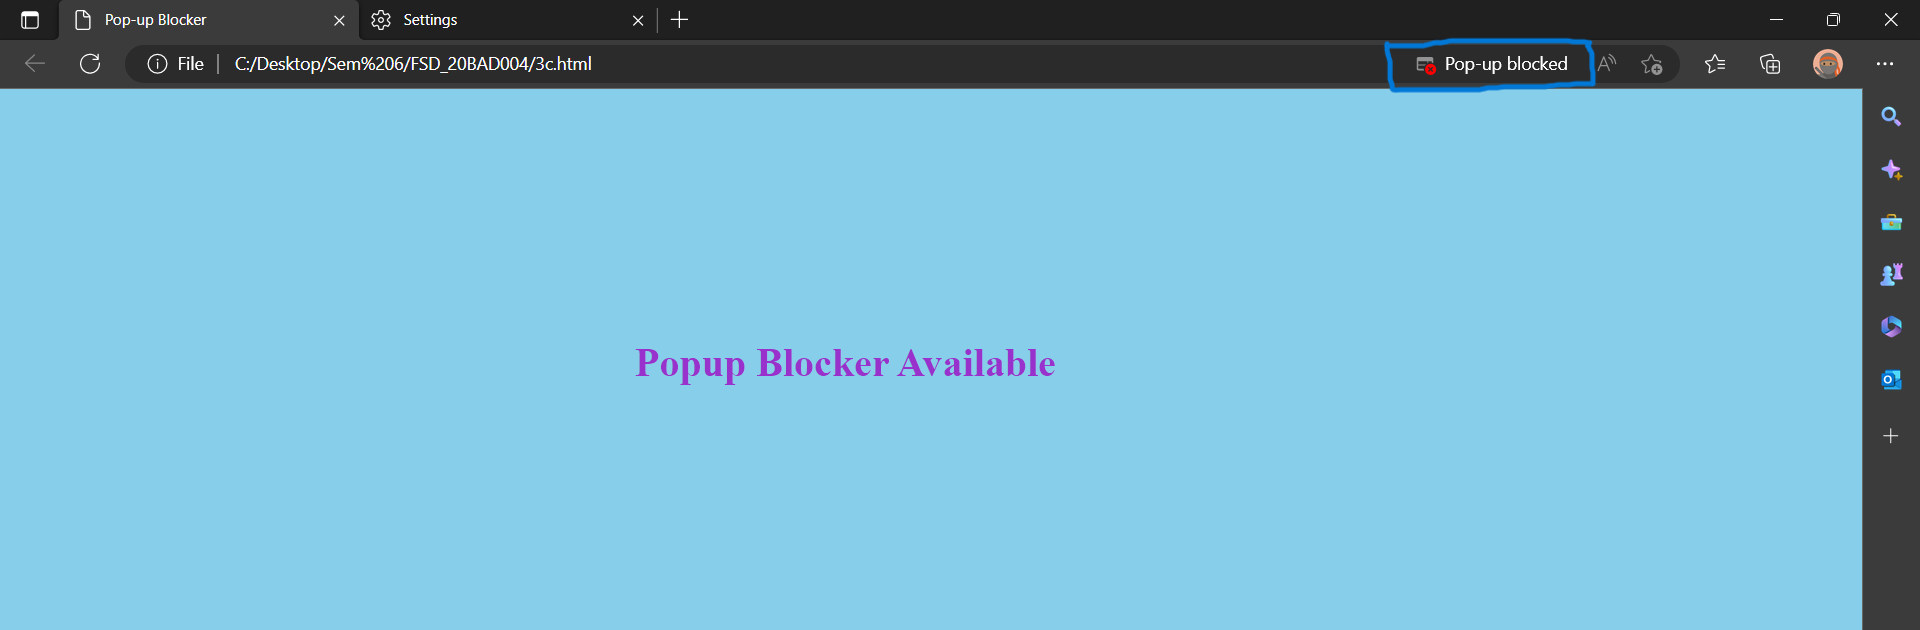 Pop-up Blocker
Settings
File
C:/Desktop/Sem%206/FSD_20BAD004/3c.html
Pop-up blocked
Popup Blocker Available